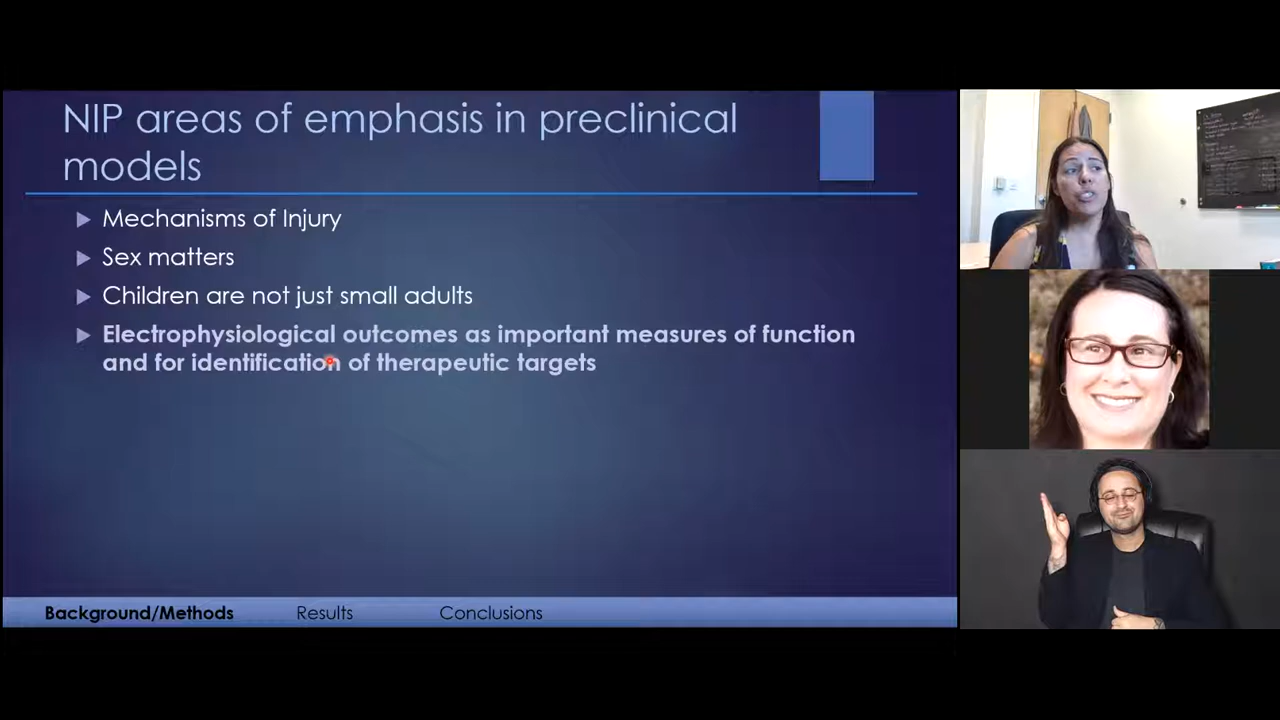 NIP areas of emphasis in preclinical
models
Mechanisms of Injury
Sex matters
Children are not just small adults
Electrophysiological outcomes as important measures of function
and for identification of therapeutic targets
Background/Methods Results Conclusions